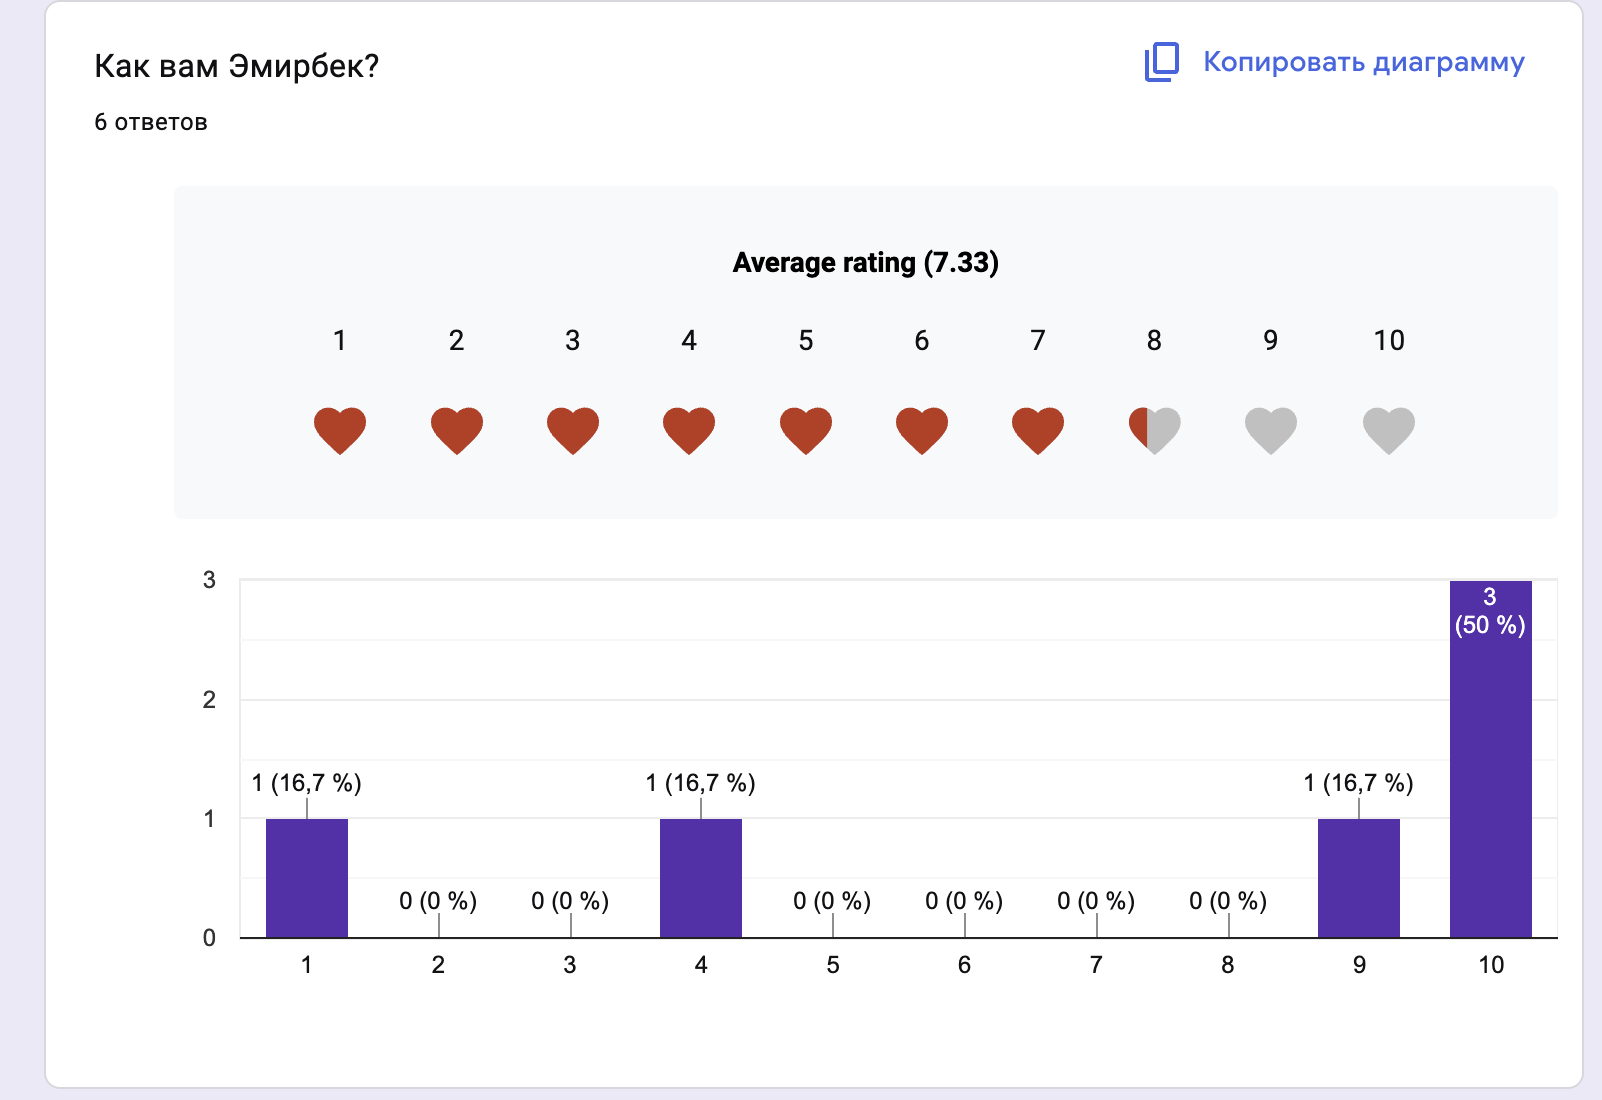 Как вам Эмирбек?
Копировать диаграмму
6 ответов
Average rating (7.33)
1 2 3 4 5 6 7 8 9 10
3
3
(50 %)
2
1 (16,7 %) 1 (16,7 %) 1 (16,7 %)
1
0 (0 %) 0 (0 %) 0 (0 %) 0 (0 %) 0 (0 %) 0 (0 %)
0
1 2 3 4 5 6 7 8 9 10